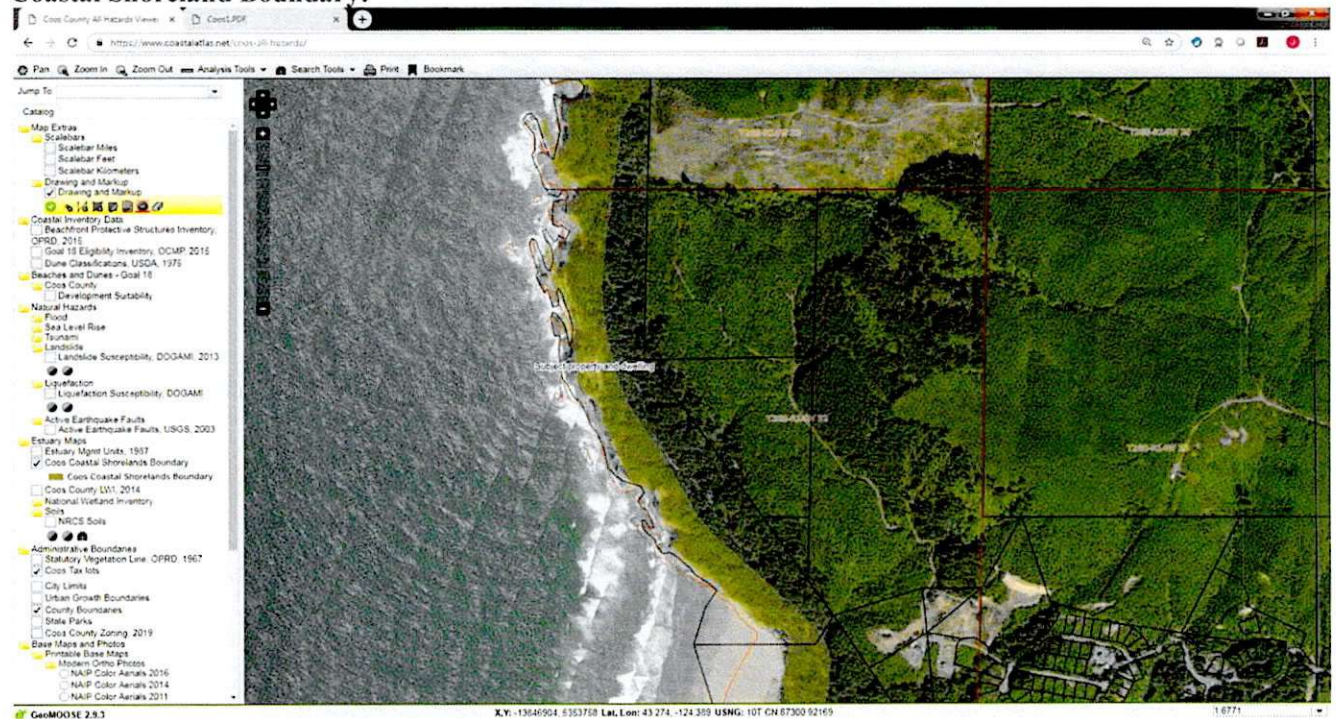 Coastal Shoreland Boundary:
Coos County All Hazards Viewer
Coos1.PDF
https://www.coastalatlas.net/coos-all-hazards/
Pan Zoom In Zoom Out Analysis Tools Search Tools Print Bookmark
Jump To
Catalog
Map Extras
Scalebars
Scalebar Miles
Scalebar Feet
Scalebar Kilometers
Drawing and Markup
Drawing and Markup
Coastal Inventory Data
Beachfront Protective Structures Inventory,
OPRD, 2015
Goal 18 Eligibility Inventory, OCMP, 2015
Dune Classifications, USDA, 1975
Beaches and Dunes - Goal 18
Coos County
Development Suitability
Natural Hazards
Flood
Sea Level Rise
Tsunami
Landslide
Landslide Susceptibility, DOGAMI, 2013
Liquefaction
Liquefaction Susceptibility, DOGAMI
Active Earthquake Faults
Active Earthquake Faults, USGS, 2003
Estuary Maps
Estuary Mgmt Units, 1987
Coos Coastal Shorelands Boundary
Coos Coastal Shorelands Boundary
Coos County LWI, 2014
National Wetland Inventory
Soils
NRCS Soils
Administrative Boundaries
Statutory Vegetation Line, OPRD, 1967
Coos Tax lots
City Limits
Urban Growth Boundaries
County Boundaries
State Parks
Coos County Zoning, 2019
Base Maps and Photos
Printable Base Maps
Modern Ortho Photos
NAIP Color Aerials 2016
NAIP Color Aerials 2014
NAIP Color Aerials 2011
Subject property and dwelling
GeoMOOSE 2.9.3
X,Y: -13846904, 5353758 Lat, Lon: 43.274, -124.389 USNG: 10T CN 87300 92169
1:6771